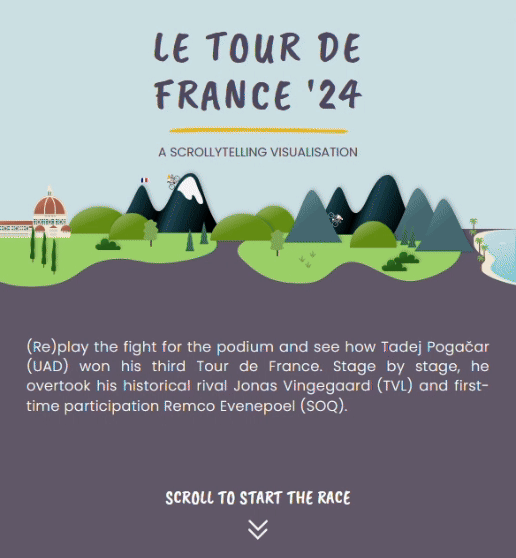 LE TOUR DE
FRANCE '24
A SCROLLYTELLING VISUALISATION
(Re)play the fight for the podium and see how Tadej Pogačar
(UAD) won his third Tour de France. Stage by stage, he
overtook his historical rival Jonas Vingegaard (TVL) and first-
time participation Remco Evenepoel (SOQ).
SCROLL TO START THE RACE